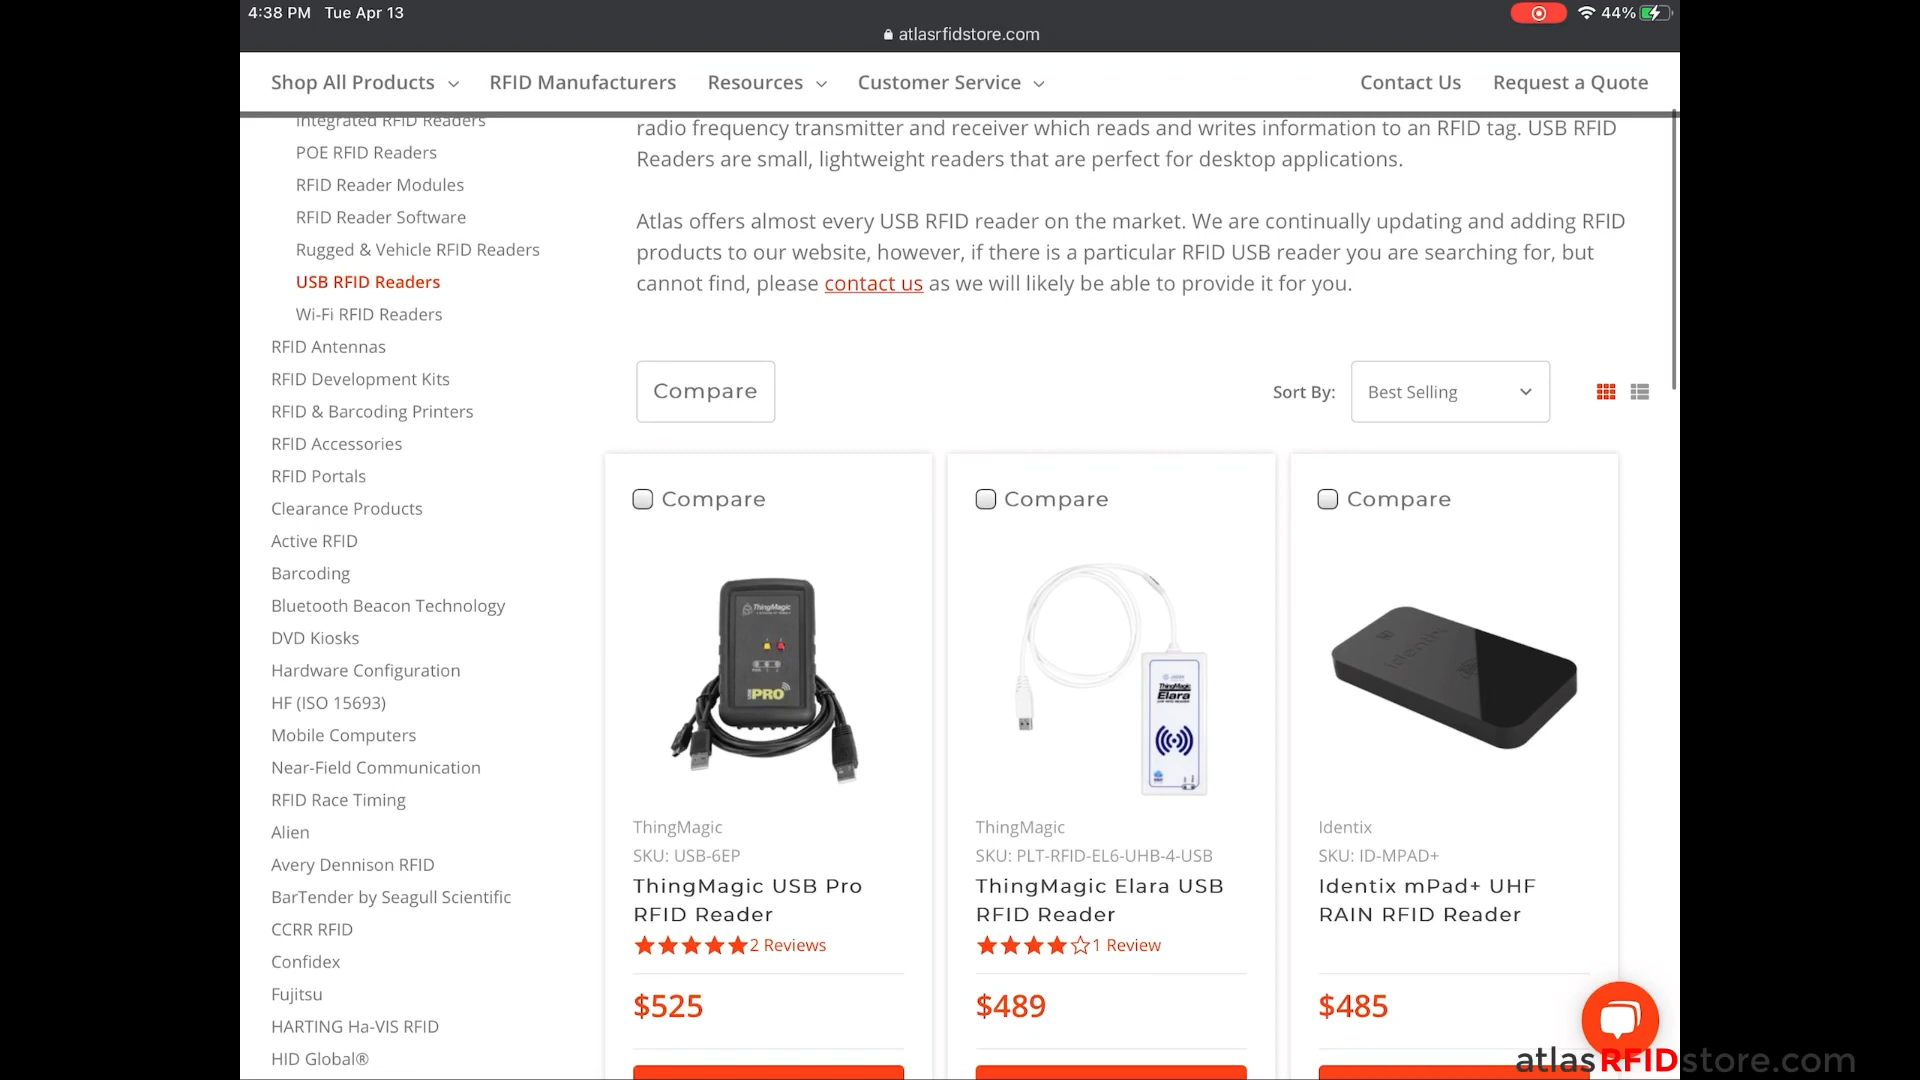 4:38 PM Tue Apr 13
44%
atlasrfidstore.com
Shop All Products
RFID Manufacturers
Resources
Customer Service
Contact Us
Request a Quote
Integrated RFID Readers
POE RFID Readers
RFID Reader Modules
RFID Reader Software
Rugged & Vehicle RFID Readers
USB RFID Readers
Wi-Fi RFID Readers
RFID Antennas
RFID Development Kits
RFID & Barcoding Printers
RFID Accessories
RFID Portals
Clearance Products
Active RFID
Barcoding
Bluetooth Beacon Technology
DVD Kiosks
Hardware Configuration
HF (ISO 15693)
Mobile Computers
Near-Field Communication
RFID Race Timing
Alien
Avery Dennison RFID
BarTender by Seagull Scientific
CCRR RFID
Confidex
Fujitsu
HARTING Ha-VIS RFID
HID Global®
radio frequency transmitter and receiver which reads and writes information to an RFID tag. USB RFID
Readers are small, lightweight readers that are perfect for desktop applications.
Atlas offers almost every USB RFID reader on the market. We are continually updating and adding RFID
products to our website, however, if there is a particular RFID USB reader you are searching for, but
cannot find, please contact us as we will likely be able to provide it for you.
Compare
Sort By:
Best Selling
Compare
ThingMagic
PRO
ThingMagic
SKU: USB-6EP
ThingMagic USB Pro
RFID Reader
2 Reviews
$525
Compare
ThingMagic
Elara
ThingMagic
SKU: PLT-RFID-EL6-UHB-4-USB
ThingMagic Elara USB
RFID Reader
1 Review
$489
Compare
identix
Identix
SKU: ID-MPAD+
Identix mPad+ UHF
RAIN RFID Reader
$485
atlasRFIDstore.com